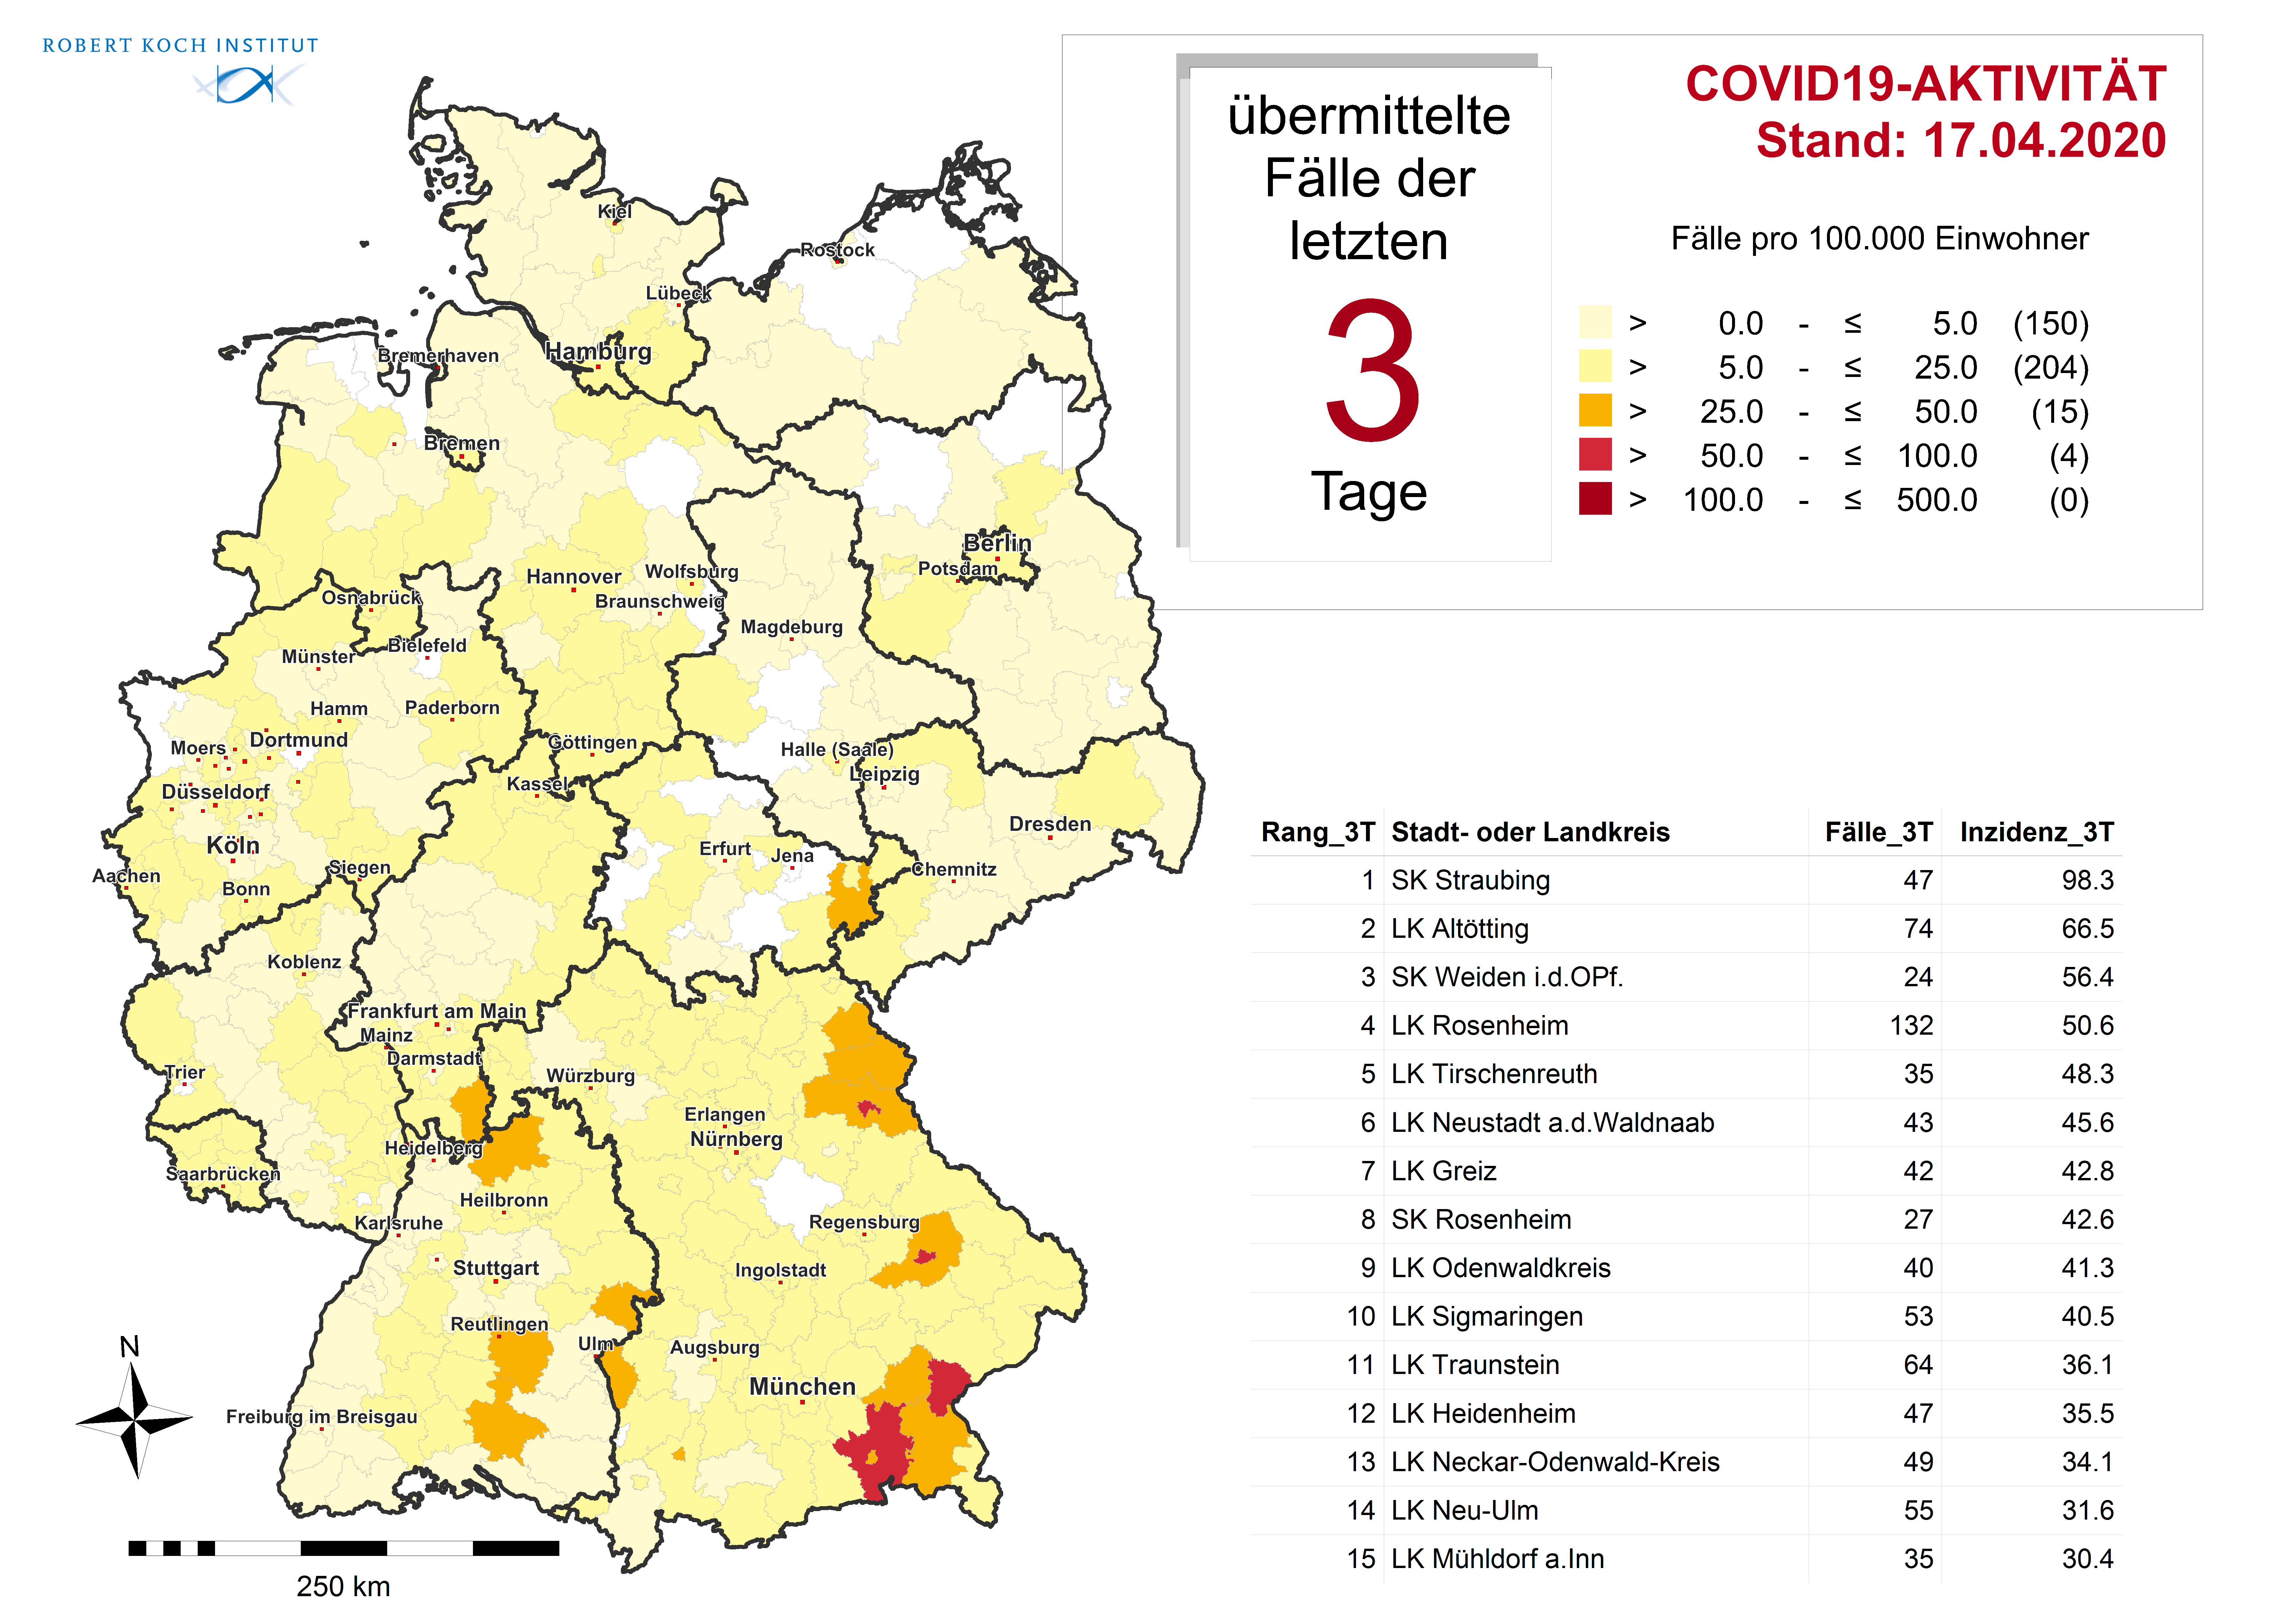 ROBERT KOCH INSTITUT
übermittelte
Fälle der
letzten
3
Tage
COVID19-AKTIVITÄT
Stand: 17.04.2020
Fälle pro 100.000 Einwohner
> 0.0 - ≤ 5.0 (150)
> 5.0 - ≤ 25.0 (204)
> 25.0 - ≤ 50.0 (15)
> 50.0 - ≤ 100.0 (4)
> 100.0 - ≤ 500.0 (0)
Kiel
Rostock
Lübeck
Hamburg
Bremerhaven
Bremen
Berlin
Potsdam
Hannover
Wolfsburg
Braunschweig
Osnabrück
Magdeburg
Bielefeld
Münster
Hamm
Paderborn
Dortmund
Moers
Göttingen
Halle (Saale)
Leipzig
Kassel
Düsseldorf
Dresden
Köln
Erfurt
Jena
Siegen
Chemnitz
Aachen
Bonn
Koblenz
Frankfurt am Main
Mainz
Darmstadt
Trier
Würzburg
Erlangen
Nürnberg
Heidelberg
Saarbrücken
Heilbronn
Karlsruhe
Regensburg
Stuttgart
Ingolstadt
Reutlingen
Ulm
Augsburg
München
Freiburg im Breisgau
N
250 km
Rang_3T Stadt- oder Landkreis Fälle_3T Inzidenz_3T
1 SK Straubing 47 98.3
2 LK Altötting 74 66.5
3 SK Weiden i.d.OPf. 24 56.4
4 LK Rosenheim 132 50.6
5 LK Tirschenreuth 35 48.3
6 LK Neustadt a.d.Waldnaab 43 45.6
7 LK Greiz 42 42.8
8 SK Rosenheim 27 42.6
9 LK Odenwaldkreis 40 41.3
10 LK Sigmaringen 53 40.5
11 LK Traunstein 64 36.1
12 LK Heidenheim 47 35.5
13 LK Neckar-Odenwald-Kreis 49 34.1
14 LK Neu-Ulm 55 31.6
15 LK Mühldorf a.Inn 35 30.4